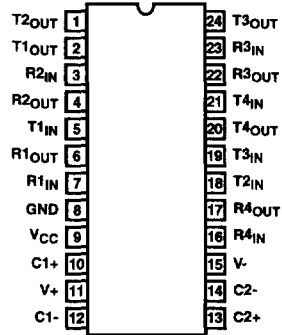 T2OUT 1 24 T3OUT
T1OUT 2 23 R3IN
R2IN 3 22 R3OUT
R2OUT 4 21 T4IN
T1IN 5 20 T4OUT
R1OUT 6 19 T3IN
R1IN 7 18 T2IN
GND 8 17 R4OUT
VCC 9 16 R4IN
C1+ 10 15 V-
V+ 11 14 C2-
C1- 12 13 C2+